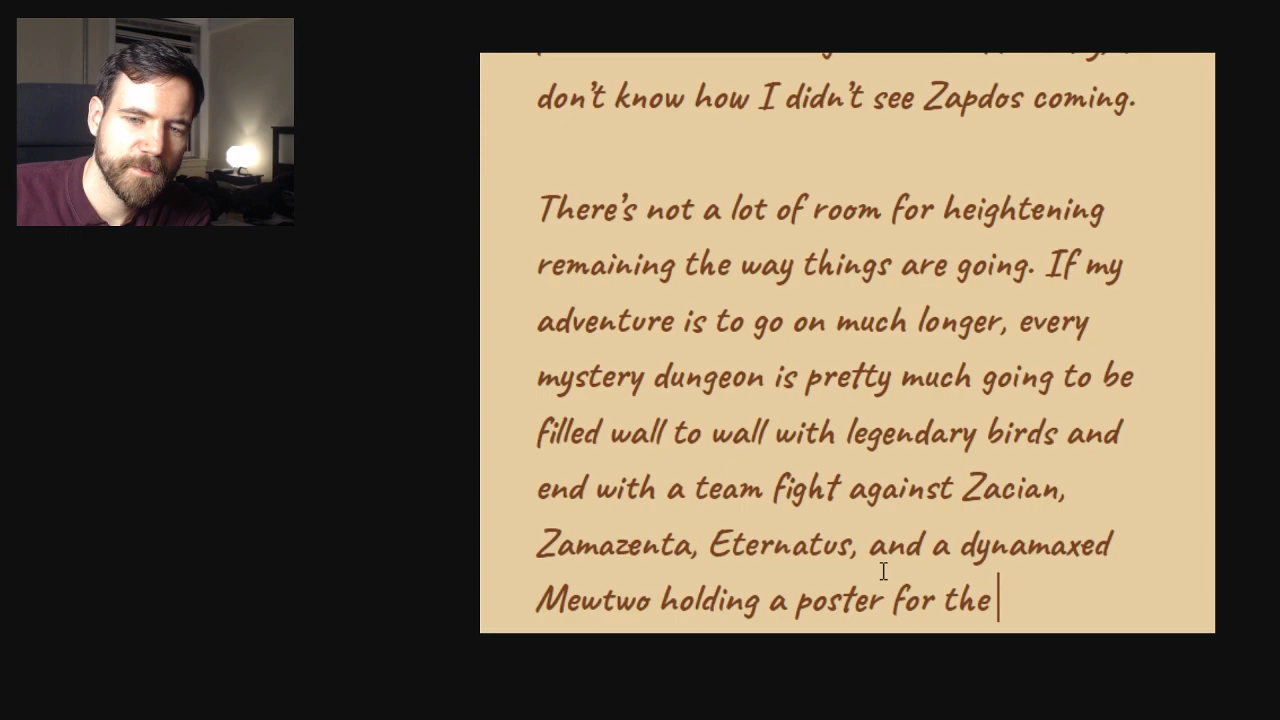 don't know how I didn't see Zapdos coming.
There's not a lot of room for heightening
remaining the way things are going. If my
adventure is to go on much longer, every
mystery dungeon is pretty much going to be
filled wall to wall with legendary birds and
end with a team fight against Zacian,
Zamazenta, Eternatus, and a dynamaxed
Mewtwo holding a poster for the